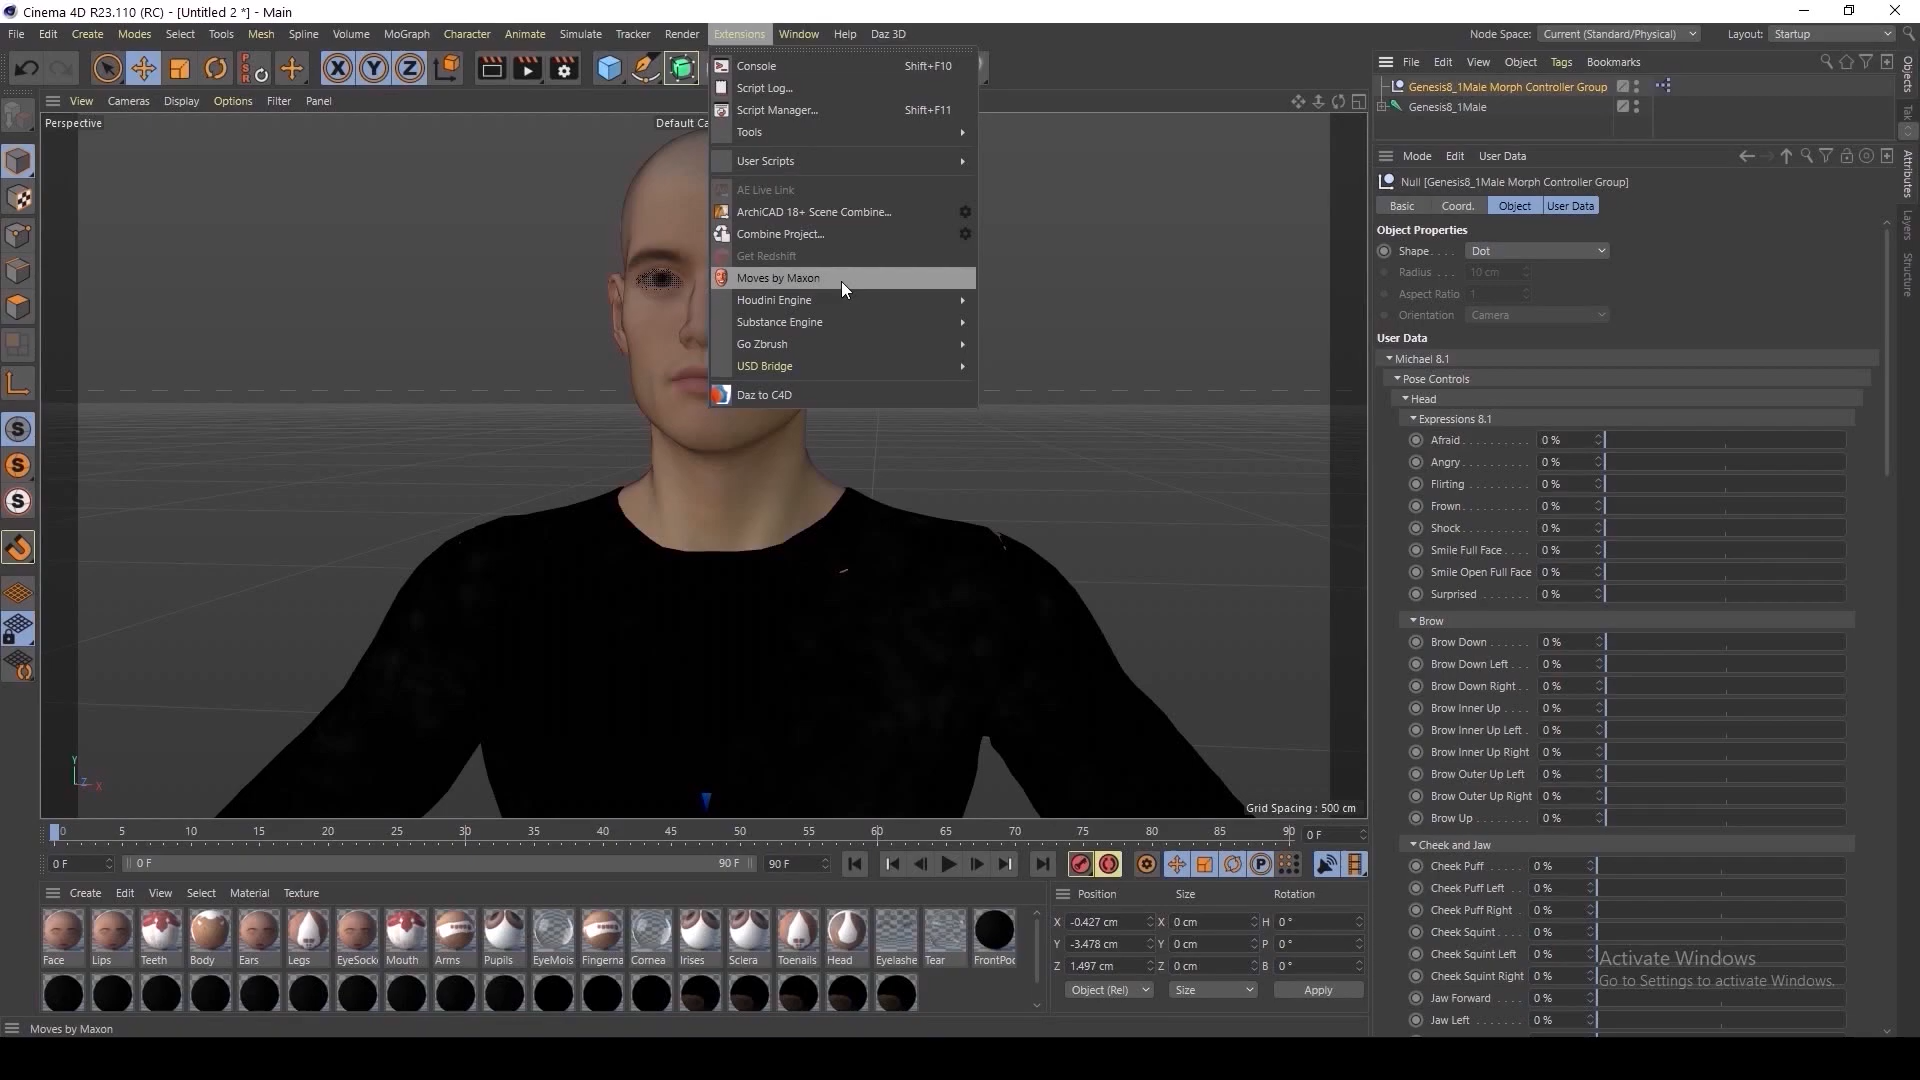 Cinema 4D R23.110 (RC) - [Untitled 2 *] - Main
File Edit Create Modes Select Tools Mesh Spline Volume MoGraph Character Animate Simulate Tracker Render Extensions Window Help Daz 3D
Node Space: Current (Standard/Physical) Layout: Startup
X Y Z
PSR
View Cameras Display Options Filter Panel
Perspective
Default Ca
Console Shift+F10
Script Log...
Script Manager... Shift+F11
Tools
User Scripts
AE Live Link
ArchiCAD 18+ Scene Combine...
Combine Project...
Get Redshift
Moves by Maxon
Houdini Engine
Substance Engine
Go Zbrush
USD Bridge
Daz to C4D
File Edit View Object Tags Bookmarks
Genesis8_1Male Morph Controller Group
Genesis8_1Male
Objects
Tak
Attributes
Layers
Structure
Mode Edit User Data
Null [Genesis8_1Male Morph Controller Group]
Basic Coord. Object User Data
Object Properties
Shape. . . . Dot
Radius . . . 10 cm
Aspect Ratio 1
Orientation Camera
User Data
Michael 8.1
Pose Controls
Head
Expressions 8.1
Afraid . . . . . . . . . . 0 %
Angry. . . . . . . . . . 0 %
Flirting . . . . . . . . . 0 %
Frown . . . . . . . . . . 0 %
Shock . . . . . . . . . . 0 %
Smile Full Face . . . . 0 %
Smile Open Full Face 0 %
Surprised . . . . . . . 0 %
Brow
Brow Down . . . . . . 0 %
Brow Down Left . . . 0 %
Brow Down Right . . 0 %
Brow Inner Up . . . . 0 %
Brow Inner Up Left . 0 %
Brow Inner Up Right 0 %
Brow Outer Up Left 0 %
Brow Outer Up Right 0 %
Brow Up . . . . . . . . 0 %
Cheek and Jaw
Cheek Puff . . . . . . 0 %
Cheek Puff Left . . . 0 %
Cheek Puff Right . . 0 %
Cheek Squint . . . . 0 %
Cheek Squint Left . 0 %
Cheek Squint Right 0 %
Jaw Forward . . . . 0 %
Jaw Left . . . . . . . 0 %
Activate Windows
Go to Settings to activate Windows.
Y
Z
X
Grid Spacing : 500 cm
0 5 10 15 20 25 30 35 40 45 50 55 60 65 70 75 80 85 90 0 F
0 F 0 F 90 F 90 F
Create Edit View Select Material Texture
Face Lips Teeth Body Ears Legs EyeSock Mouth Arms Pupils EyeMois Fingerna Cornea Irises Sclera Toenails Head Eyelashe Tear FrontPoc
Position Size Rotation
X -0.427 cm X 0 cm H 0 °
Y -3.478 cm Y 0 cm P 0 °
Z 1.497 cm Z 0 cm B 0 °
Object (Rel) Size Apply
Moves by Maxon